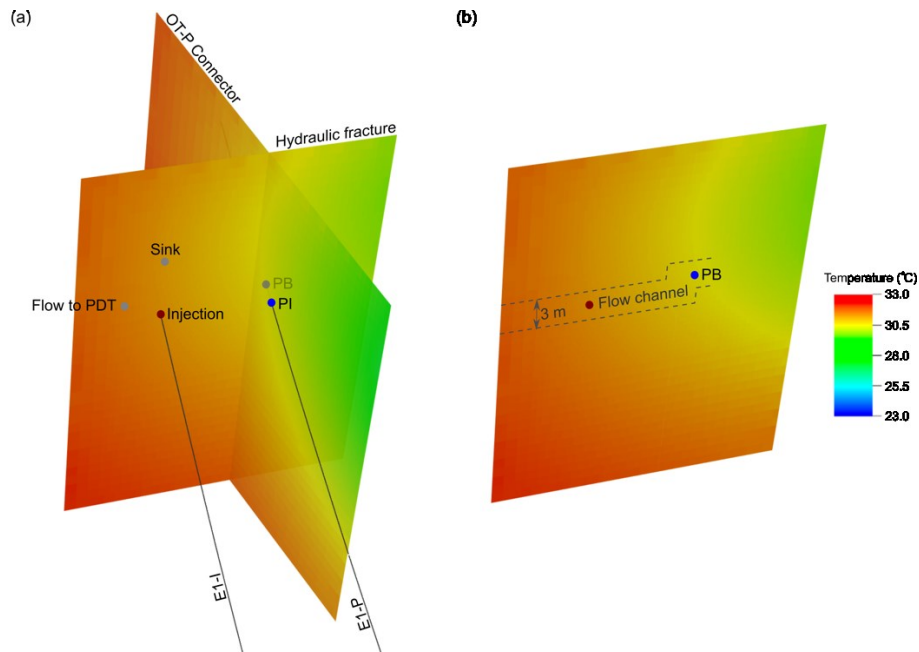 (a)
OT-P Connector
Hydraulic fracture
Sink
PB
Flow to PDT
Injection
PI
E1-I
E1-P
(b)
PB
Flow channel
3 m
Temperature (°C)
33.0
30.5
28.0
25.5
23.0